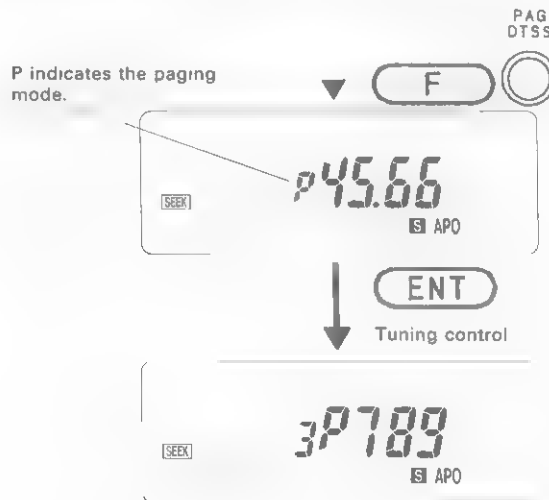 PAG
DTSS
P indicates the paging
mode.
F
P45.66
SEEK
S APO
ENT
Tuning control
3P789
SEEK
S APO